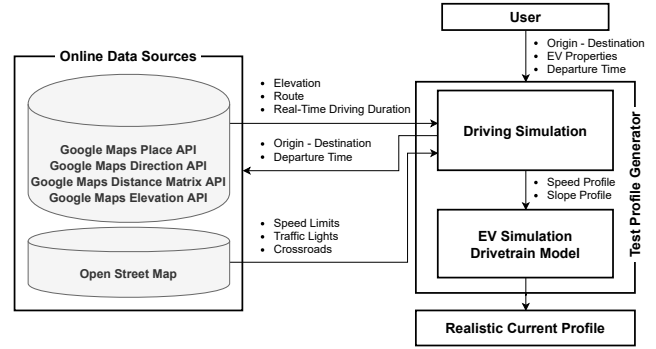 User
• Origin - Destination
• EV Properties
• Departure Time
Online Data Sources
Google Maps Place API
Google Maps Direction API
Google Maps Distance Matrix API
Google Maps Elevation API
Open Street Map
• Elevation
• Route
• Real-Time Driving Duration
• Origin - Destination
• Departure Time
• Speed Limits
• Traffic Lights
• Crossroads
Test Profile Generator
Driving Simulation
• Speed Profile
• Slope Profile
EV Simulation
Drivetrain Model
Realistic Current Profile